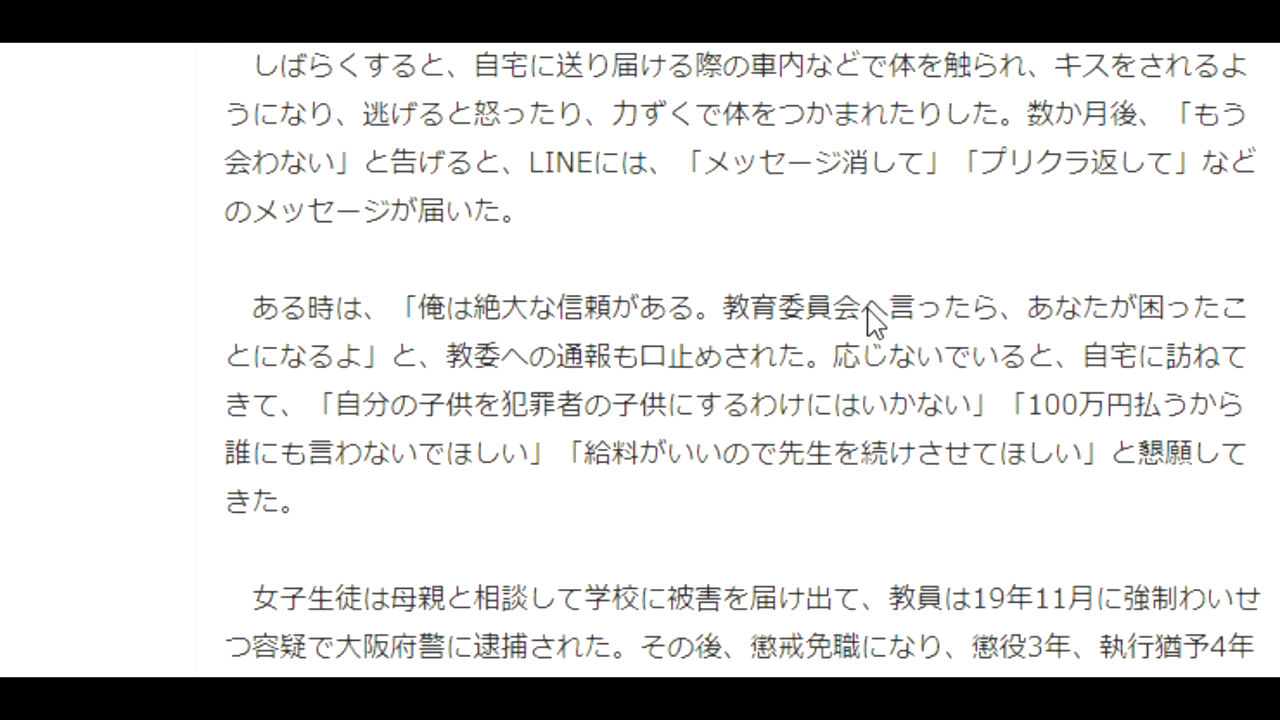 しばらくすると、自宅に送り届ける際の車内などで体を触られ、キスをされるよ
うになり、逃げると怒ったり、力ずくで体をつかまれたりした。数か月後、「もう
会わない」と告げると、LINEには、「メッセージ消して」「プリクラ返して」など
のメッセージが届いた。
ある時は、「俺は絶大な信頼がある。教育委員会へ言ったら、あなたが困ったこ
とになるよ」と、教委への通報も口止めされた。応じないでいると、自宅に訪ねて
きて、「自分の子供を犯罪者の子供にするわけにはいかない」「100万円払うから
誰にも言わないでほしい」「給料がいいので先生を続けさせてほしい」と懇願して
きた。
女子生徒は母親と相談して学校に被害を届け出て、教員は19年11月に強制わいせ
つ容疑で大阪府警に逮捕された。その後、懲戒免職になり、懲役3年、執行猶予4年